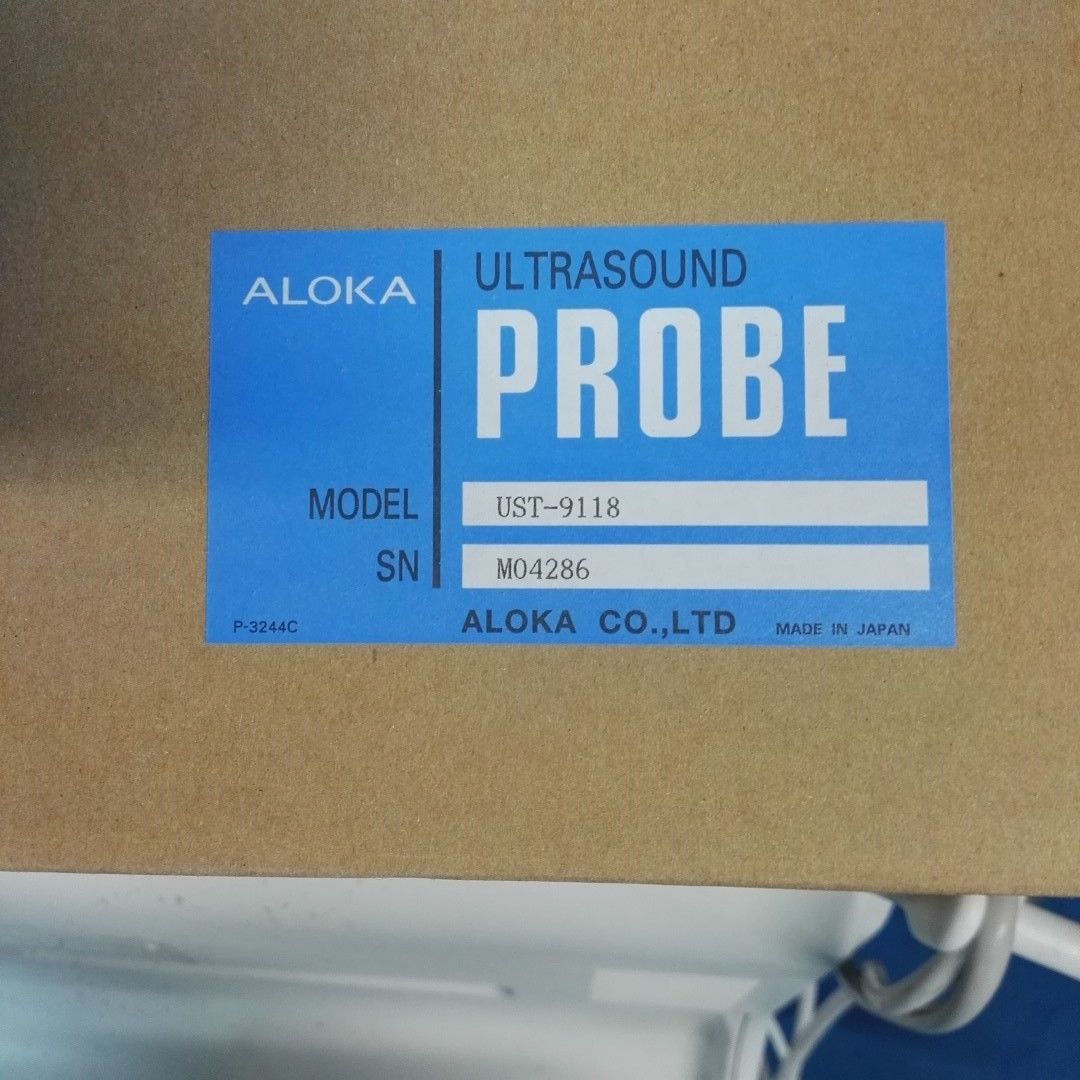 ALOKA
ULTRASOUND
PROBE
MODEL UST-9118
SN M04286
P-3244C ALOKA CO.,LTD MADE IN JAPAN